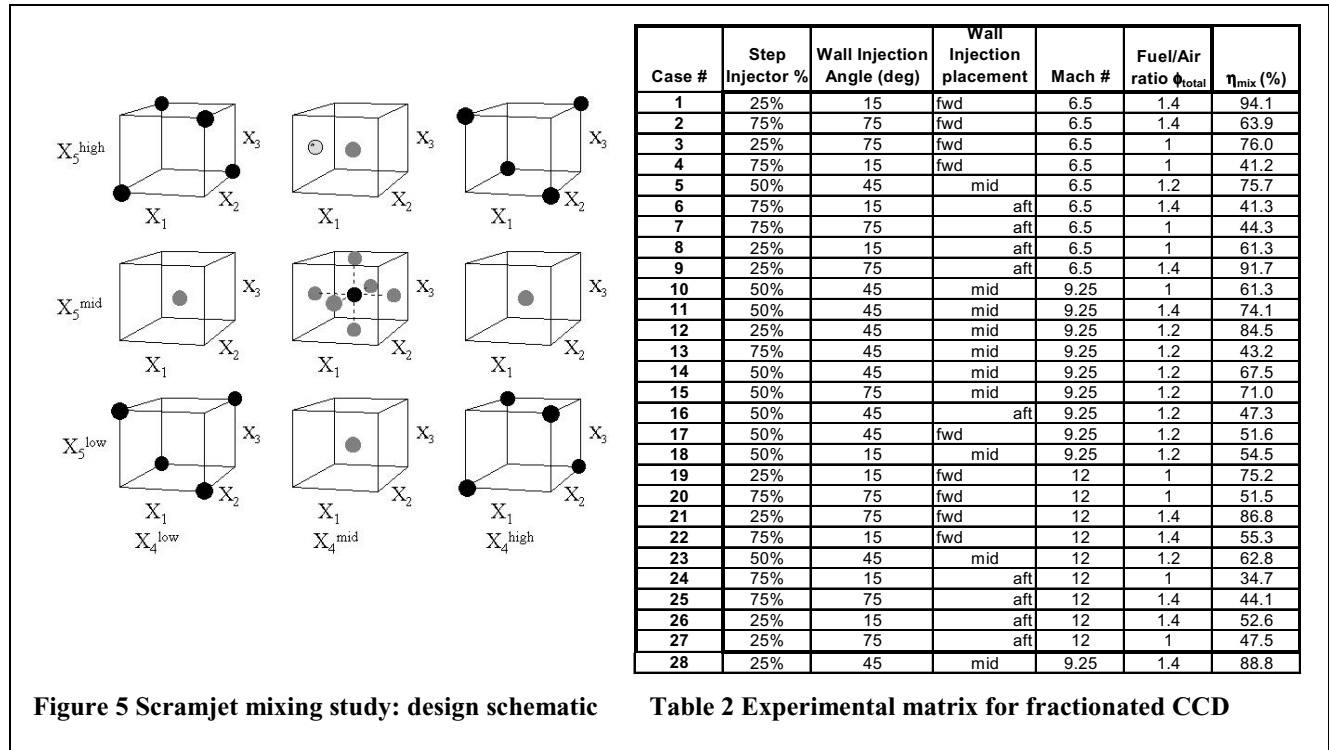 X₅ʰⁱᵍʰ X₃ X₃ X₃
X₂ X₂ X₂
X₁ X₁ X₁
X₅ᵐⁱᵈ X₃ X₃ X₃
X₂ X₂ X₂
X₁ X₁ X₁
X₅ˡᵒʷ X₃ X₃ X₃
X₂ X₂ X₂
X₁ X₁ X₁
X₄ˡᵒʷ X₄ᵐⁱᵈ X₄ʰⁱᵍʰ
Figure 5 Scramjet mixing study: design schematic
Case # Step Injector % Wall Injection Angle (deg) Wall Injection placement Mach # Fuel/Air ratio ϕtotal ηmix (%)
1 25% 15 fwd 6.5 1.4 94.1
2 75% 75 fwd 6.5 1.4 63.9
3 25% 75 fwd 6.5 1 76.0
4 75% 15 fwd 6.5 1 41.2
5 50% 45 mid 6.5 1.2 75.7
6 75% 15 aft 6.5 1.4 41.3
7 75% 75 aft 6.5 1 44.3
8 25% 15 aft 6.5 1 61.3
9 25% 75 aft 6.5 1.4 91.7
10 50% 45 mid 9.25 1 61.3
11 50% 45 mid 9.25 1.4 74.1
12 25% 45 mid 9.25 1.2 84.5
13 75% 45 mid 9.25 1.2 43.2
14 50% 45 mid 9.25 1.2 67.5
15 50% 75 mid 9.25 1.2 71.0
16 50% 45 aft 9.25 1.2 47.3
17 50% 45 fwd 9.25 1.2 51.6
18 50% 15 mid 9.25 1.2 54.5
19 25% 15 fwd 12 1 75.2
20 75% 75 fwd 12 1 51.5
21 25% 75 fwd 12 1.4 86.8
22 75% 15 fwd 12 1.4 55.3
23 50% 45 mid 12 1.2 62.8
24 75% 15 aft 12 1 34.7
25 75% 75 aft 12 1.4 44.1
26 25% 15 aft 12 1.4 52.6
27 25% 75 aft 12 1 47.5
28 25% 45 mid 9.25 1.4 88.8
Table 2 Experimental matrix for fractionated CCD